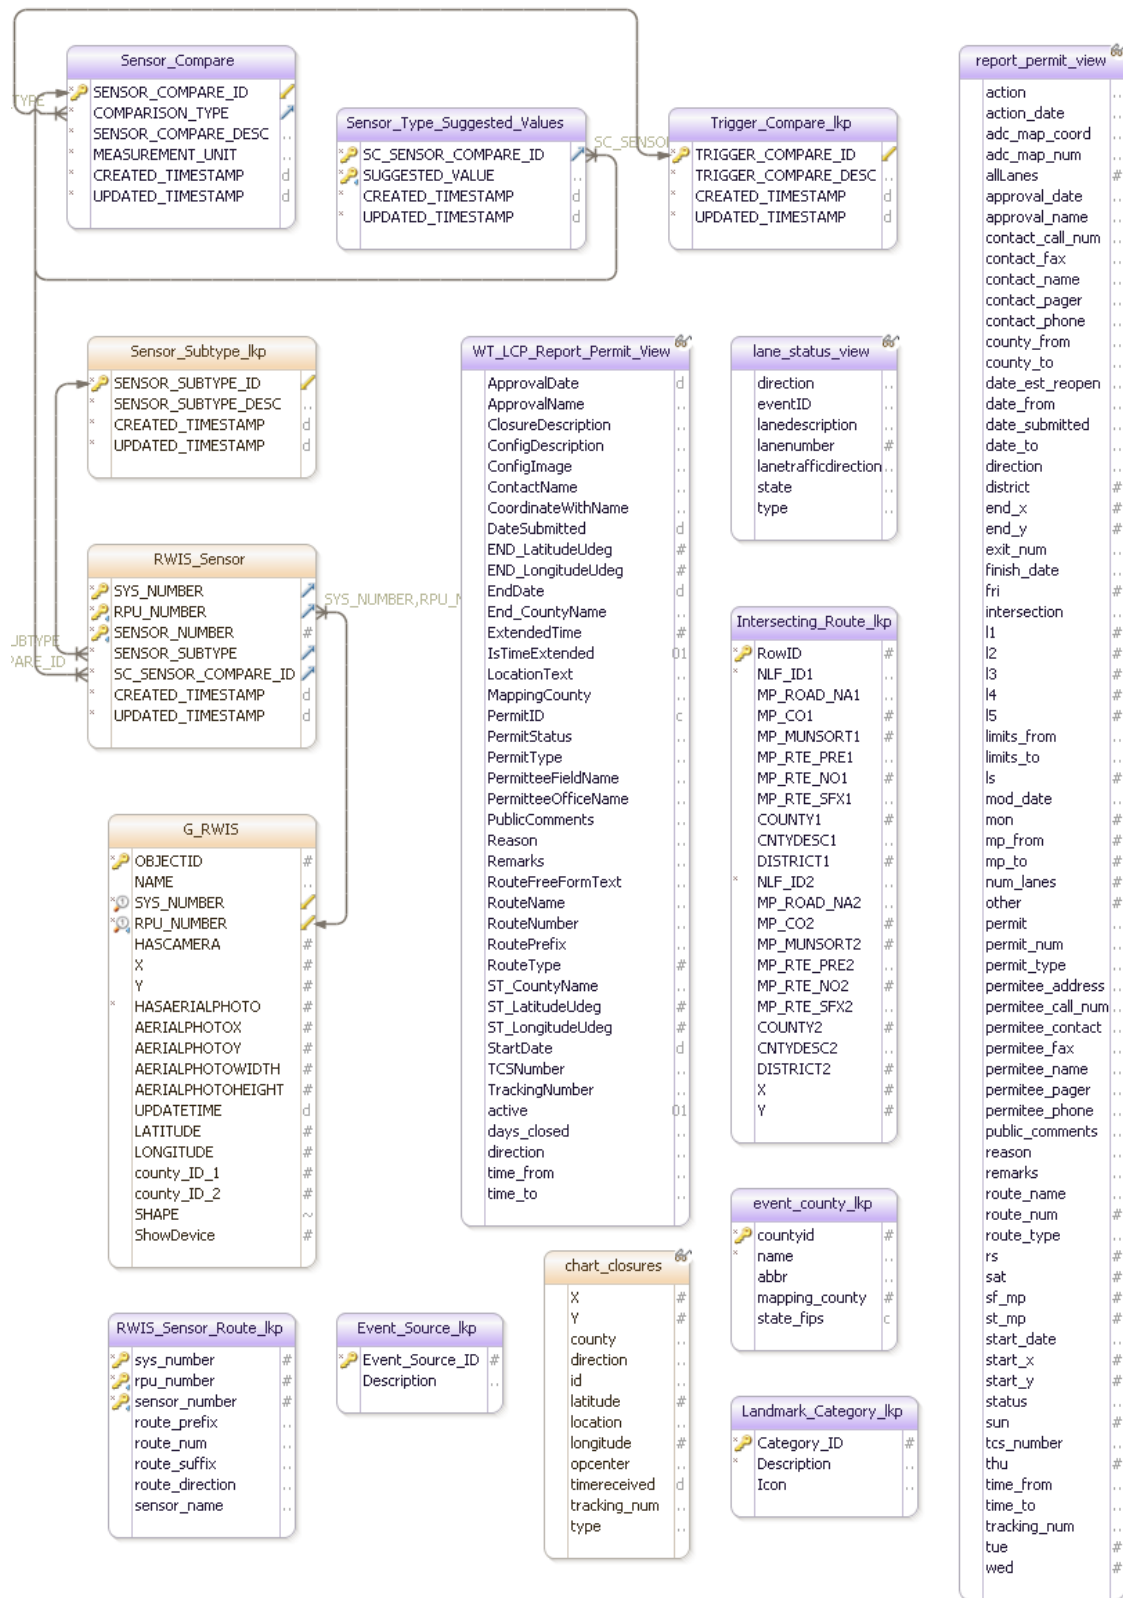 Sensor_Compare
SENSOR_COMPARE_ID
COMPARISON_TYPE
SENSOR_COMPARE_DESC
MEASUREMENT_UNIT
CREATED_TIMESTAMP
UPDATED_TIMESTAMP
TYPE
Sensor_Type_Suggested_Values
SC_SENSOR_COMPARE_ID
SUGGESTED_VALUE
CREATED_TIMESTAMP
UPDATED_TIMESTAMP
SC_SENSO
Trigger_Compare_lkp
TRIGGER_COMPARE_ID
TRIGGER_COMPARE_DESC
CREATED_TIMESTAMP
UPDATED_TIMESTAMP
Sensor_Subtype_lkp
SENSOR_SUBTYPE_ID
SENSOR_SUBTYPE_DESC
CREATED_TIMESTAMP
UPDATED_TIMESTAMP
RWIS_Sensor
SYS_NUMBER
RPU_NUMBER
SENSOR_NUMBER
SENSOR_SUBTYPE
SC_SENSOR_COMPARE_ID
CREATED_TIMESTAMP
UPDATED_TIMESTAMP
UBTYPE
PARE_ID
SYS_NUMBER,RPU_N
G_RWIS
OBJECTID
NAME
SYS_NUMBER
RPU_NUMBER
HASCAMERA
X
Y
HASAERIALPHOTO
AERIALPHOTOX
AERIALPHOTOY
AERIALPHOTOWIDTH
AERIALPHOTOHEIGHT
UPDATETIME
LATITUDE
LONGITUDE
county_ID_1
county_ID_2
SHAPE
ShowDevice
RWIS_Sensor_Route_lkp
sys_number
rpu_number
sensor_number
route_prefix
route_num
route_suffix
route_direction
sensor_name
Event_Source_lkp
Event_Source_ID
Description
WT_LCP_Report_Permit_View
ApprovalDate
ApprovalName
ClosureDescription
ConfigDescription
ConfigImage
ContactName
CoordinateWithName
DateSubmitted
END_LatitudeUdeg
END_LongitudeUdeg
EndDate
End_CountyName
ExtendedTime
IsTimeExtended
LocationText
MappingCounty
PermitID
PermitStatus
PermitType
PermitteeFieldName
PermitteeOfficeName
PublicComments
Reason
Remarks
RouteFreeFormText
RouteName
RouteNumber
RoutePrefix
RouteType
ST_CountyName
ST_LatitudeUdeg
ST_LongitudeUdeg
StartDate
TCSNumber
TrackingNumber
active
days_closed
direction
time_from
time_to
chart_closures
X
Y
county
direction
id
latitude
location
longitude
opcenter
timereceived
tracking_num
type
lane_status_view
direction
eventID
lanedescription
lanenumber
lanetrafficdirection
state
type
Intersecting_Route_lkp
RowID
NLF_ID1
MP_ROAD_NA1
MP_CO1
MP_MUNSORT1
MP_RTE_PRE1
MP_RTE_NO1
MP_RTE_SFX1
COUNTY1
CNTYDESC1
DISTRICT1
NLF_ID2
MP_ROAD_NA2
MP_CO2
MP_MUNSORT2
MP_RTE_PRE2
MP_RTE_NO2
MP_RTE_SFX2
COUNTY2
CNTYDESC2
DISTRICT2
X
Y
event_county_lkp
countyid
name
abbr
mapping_county
state_fips
Landmark_Category_lkp
Category_ID
Description
Icon
report_permit_view
action
action_date
adc_map_coord
adc_map_num
allLanes
approval_date
approval_name
contact_call_num
contact_fax
contact_name
contact_pager
contact_phone
county_from
county_to
date_est_reopen
date_from
date_submitted
date_to
direction
district
end_x
end_y
exit_num
finish_date
fri
intersection
l1
l2
l3
l4
l5
limits_from
limits_to
ls
mod_date
mon
mp_from
mp_to
num_lanes
other
permit
permit_num
permit_type
permitee_address
permitee_call_num
permitee_contact
permitee_fax
permitee_name
permitee_pager
permitee_phone
public_comments
reason
remarks
route_name
route_num
route_type
rs
sat
sf_mp
st_mp
start_date
start_x
start_y
status
sun
tcs_number
thu
time_from
time_to
tracking_num
tue
wed